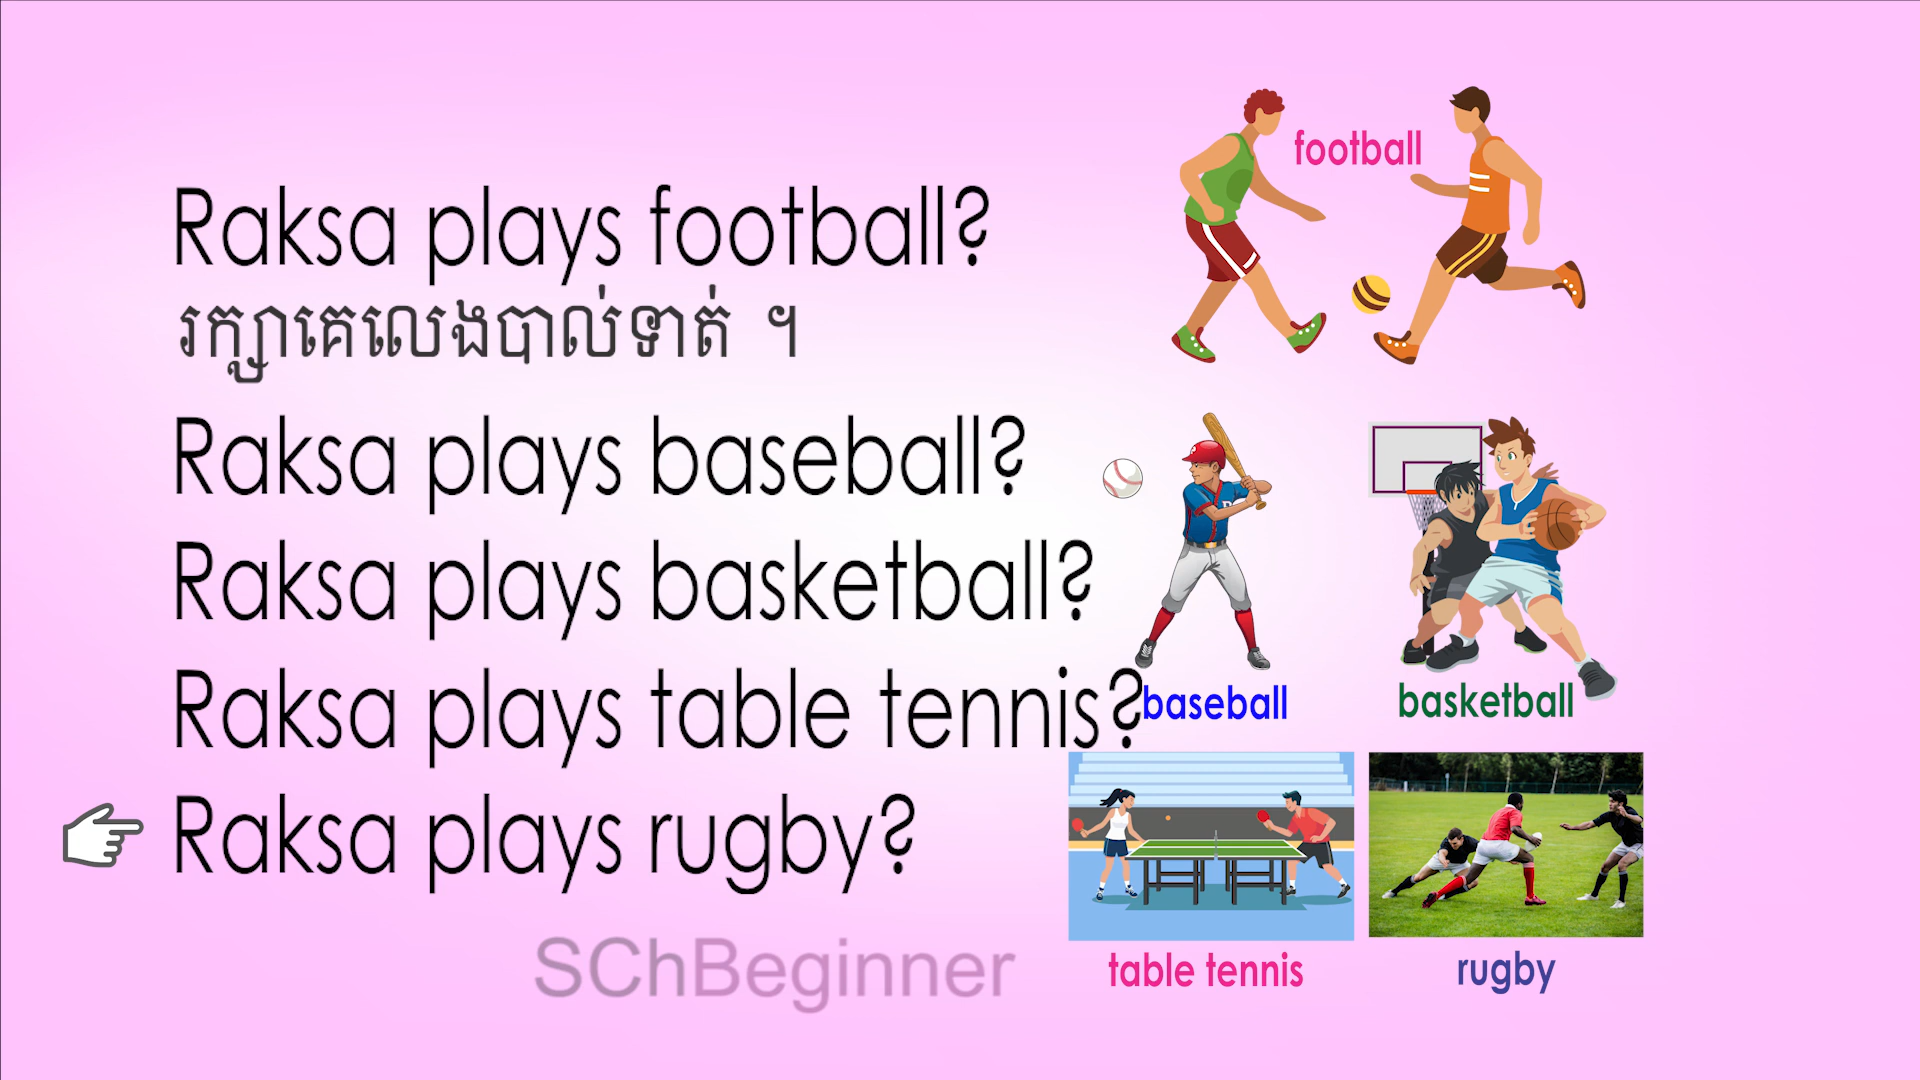 Raksa plays football?
រក្សាគេលេងបាល់ទាត់ ។
Raksa plays baseball?
Raksa plays basketball?
Raksa plays table tennis?
Raksa plays rugby?
SChBeginner
football
baseball
basketball
table tennis
rugby